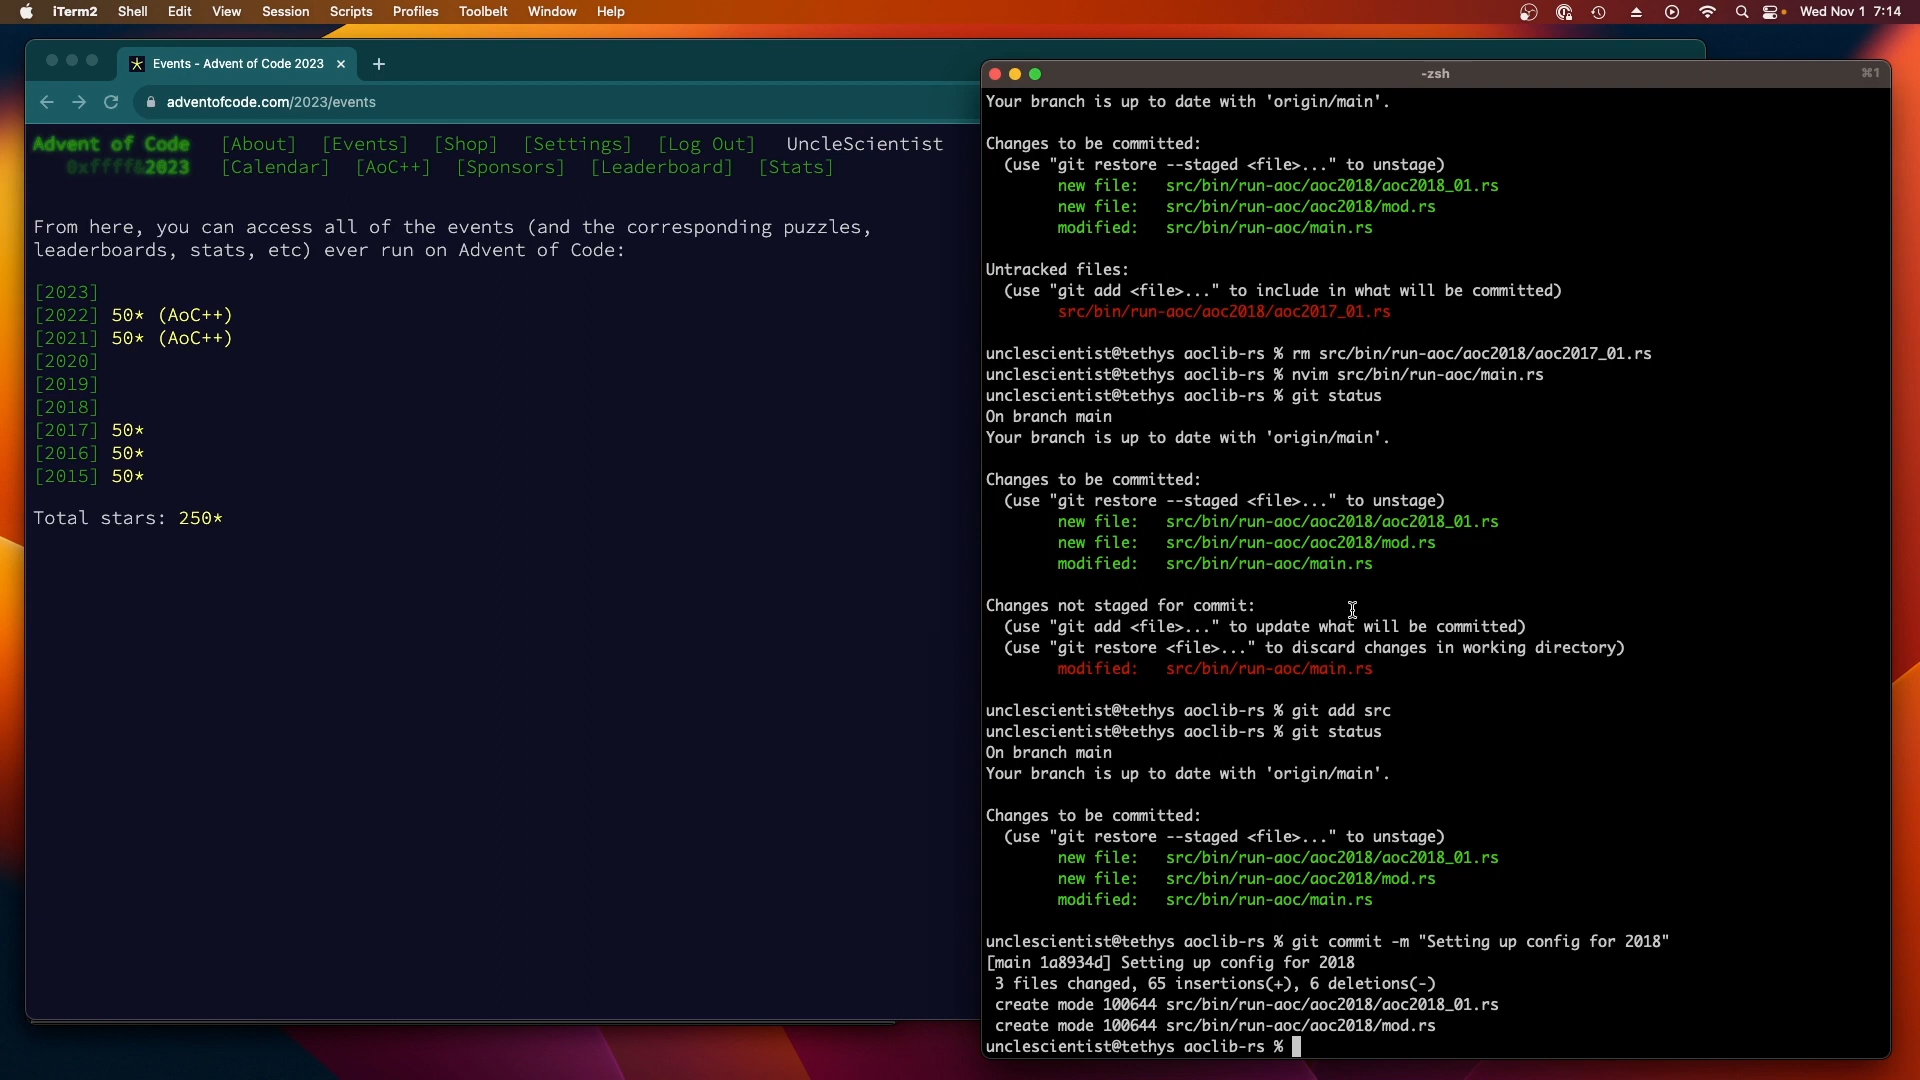 iTerm2 Shell Edit View Session Scripts Profiles Toolbelt Window Help Wed Nov 1 7:14
Events - Advent of Code 2023
adventofcode.com/2023/events
Advent of Code [About] [Events] [Shop] [Settings] [Log Out] UncleScientist
0xffff&2023 [Calendar] [AoC++] [Sponsors] [Leaderboard] [Stats]
From here, you can access all of the events (and the corresponding puzzles,
leaderboards, stats, etc) ever run on Advent of Code:
[2023]
[2022] 50* (AoC++)
[2021] 50* (AoC++)
[2020]
[2019]
[2018]
[2017] 50*
[2016] 50*
[2015] 50*
Total stars: 250*
-zsh ⌘1
Your branch is up to date with 'origin/main'.
Changes to be committed:
(use "git restore --staged <file>..." to unstage)
new file: src/bin/run-aoc/aoc2018/aoc2018_01.rs
new file: src/bin/run-aoc/aoc2018/mod.rs
modified: src/bin/run-aoc/main.rs
Untracked files:
(use "git add <file>..." to include in what will be committed)
src/bin/run-aoc/aoc2018/aoc2017_01.rs
unclescientist@tethys aoclib-rs % rm src/bin/run-aoc/aoc2018/aoc2017_01.rs
unclescientist@tethys aoclib-rs % nvim src/bin/run-aoc/main.rs
unclescientist@tethys aoclib-rs % git status
On branch main
Your branch is up to date with 'origin/main'.
Changes to be committed:
(use "git restore --staged <file>..." to unstage)
new file: src/bin/run-aoc/aoc2018/aoc2018_01.rs
new file: src/bin/run-aoc/aoc2018/mod.rs
modified: src/bin/run-aoc/main.rs
Changes not staged for commit:
(use "git add <file>..." to update what will be committed)
(use "git restore <file>..." to discard changes in working directory)
modified: src/bin/run-aoc/main.rs
unclescientist@tethys aoclib-rs % git add src
unclescientist@tethys aoclib-rs % git status
On branch main
Your branch is up to date with 'origin/main'.
Changes to be committed:
(use "git restore --staged <file>..." to unstage)
new file: src/bin/run-aoc/aoc2018/aoc2018_01.rs
new file: src/bin/run-aoc/aoc2018/mod.rs
modified: src/bin/run-aoc/main.rs
unclescientist@tethys aoclib-rs % git commit -m "Setting up config for 2018"
[main 1a8934d] Setting up config for 2018
3 files changed, 65 insertions(+), 6 deletions(-)
create mode 100644 src/bin/run-aoc/aoc2018/aoc2018_01.rs
create mode 100644 src/bin/run-aoc/aoc2018/mod.rs
unclescientist@tethys aoclib-rs %